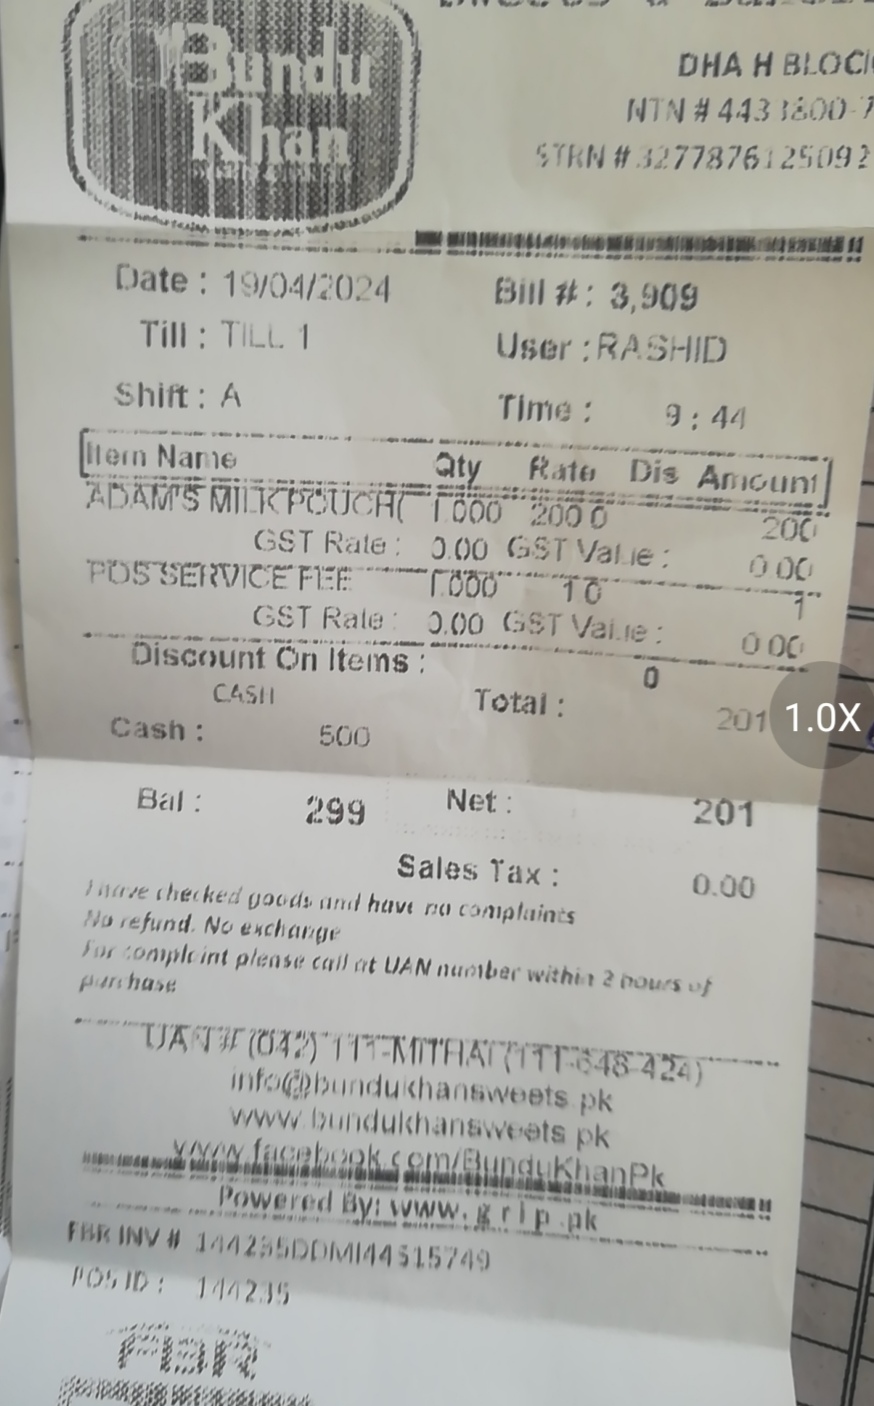 Bundu
Khan
DHA H BLOC
NTN # 4433800-7
STRN # 3277876125092
Date : 19/04/2024 Bill #: 3,909
Till : TILL 1 User : RASHID
Shift : A Time : 9 : 44
Item Name Qty Rate Dis Amount
ADAM'S MILK POUCH( 1.000 200.0 200
GST Rate : 0.00 GST Value : 0.00
POS SERVICE FEE 1.000 1.0 1
GST Rate : 0.00 GST Value : 0.00
Discount On Items : 0
CASH Total : 201
Cash : 500
1.0X
Bal : 299 Net : 201
Sales Tax : 0.00
I have checked goods and have no complaints
No refund. No exchange
For complaint please call at UAN number within 2 hours of
purchase
UAN # (042) 111-MITHAI (111-648-424)
info@bundukhansweets.pk
www.bundukhansweets.pk
www.facebook.com/BunduKhanPk
Powered By: www.grip.pk
FBR INV # 144235DDMI44515749
POS ID : 144235
FBR